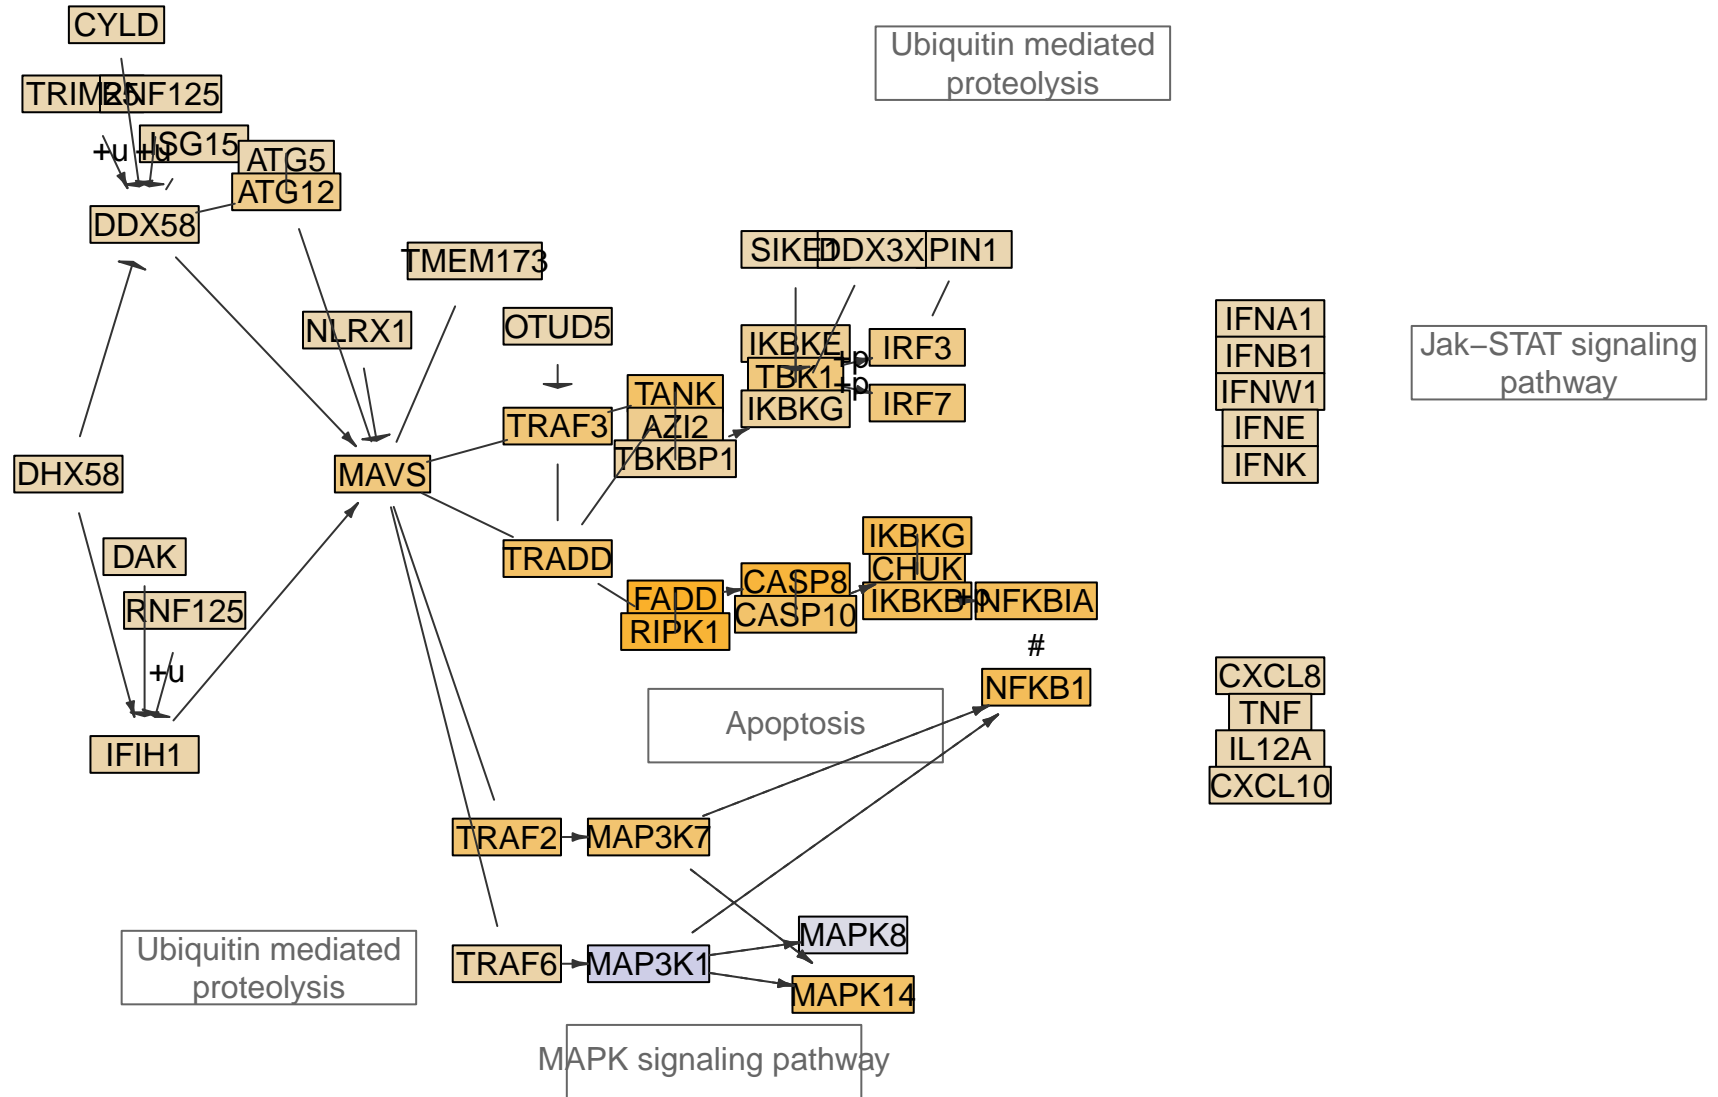 CYLD
Ubiquitin mediated
proteolysis
TRIM25
RNF125
ISG15
+u
+u
ATG5
ATG12
DDX58
TMEM173
SIKE1
DDX3X
PIN1
NLRX1
OTUD5
IKBKE
IRF3
+p
TBK1
+p
IKBKG
IRF7
IFNA1
IFNB1
IFNW1
IFNE
IFNK
Jak−STAT signaling
pathway
TANK
TRAF3
AZI2
TBKBP1
DHX58
MAVS
DAK
RNF125
+u
IFIH1
TRADD
FADD
RIPK1
CASP8
CASP10
IKBKG
CHUK
IKBKB
+p
NFKBIA
#
NFKB1
Apoptosis
CXCL8
TNF
IL12A
CXCL10
TRAF2
MAP3K7
MAPK8
TRAF6
MAP3K1
MAPK14
Ubiquitin mediated
proteolysis
MAPK signaling pathway